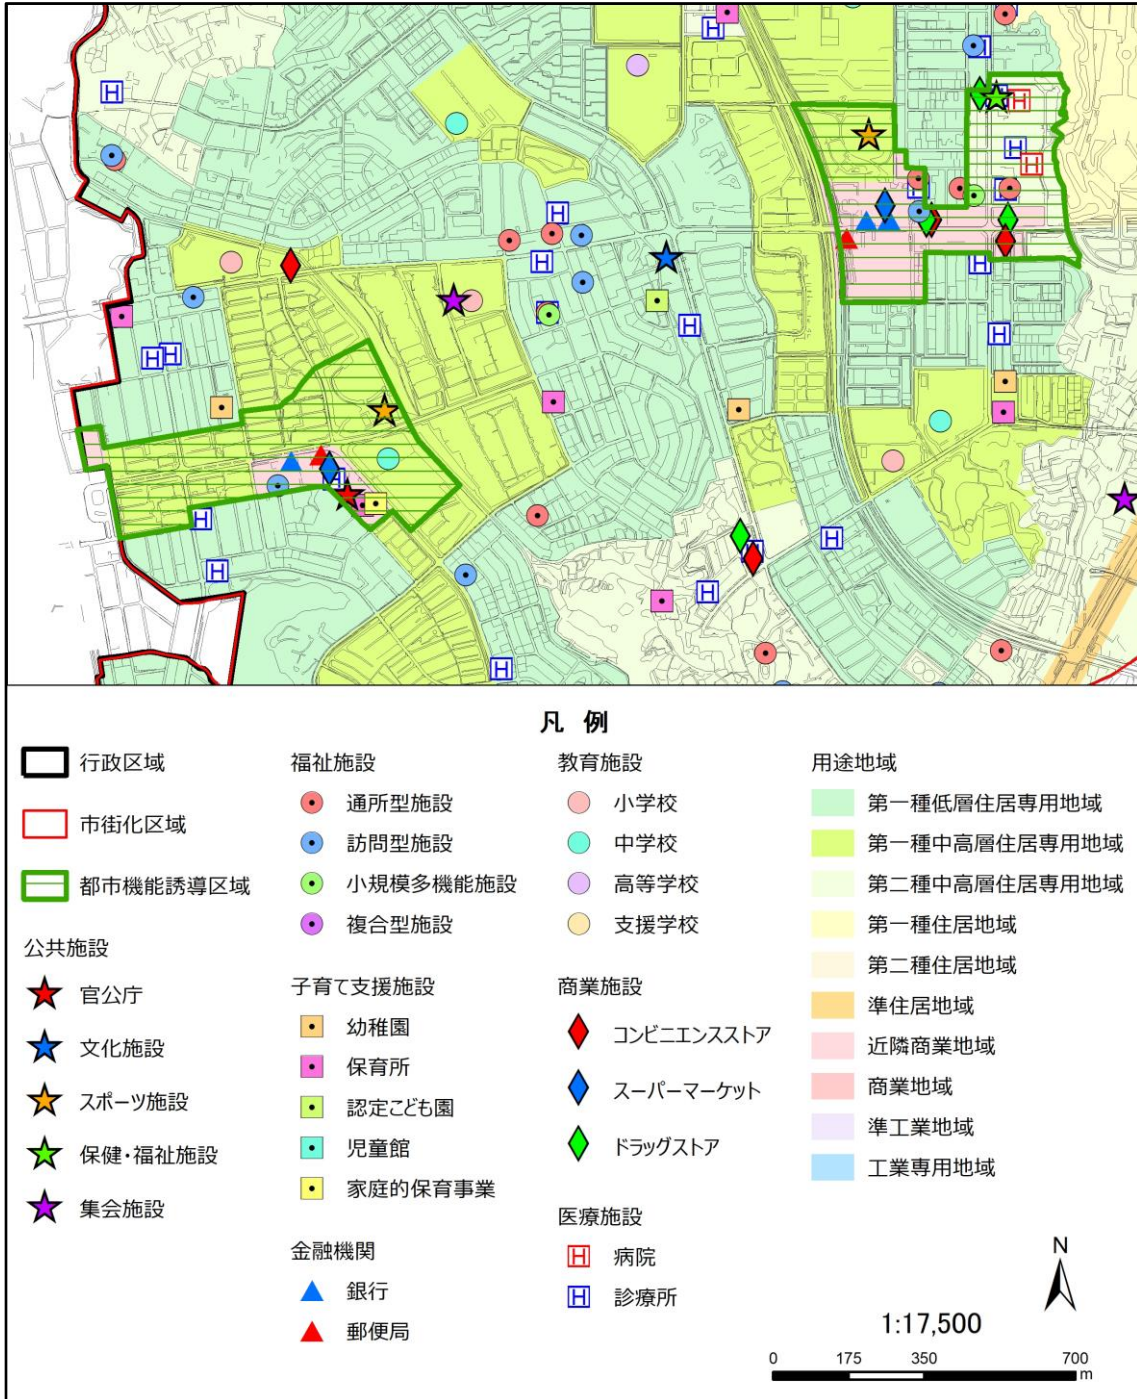 凡 例
行政区域
市街化区域
都市機能誘導区域
公共施設
官公庁
文化施設
スポーツ施設
保健・福祉施設
集会施設
福祉施設
通所型施設
訪問型施設
小規模多機能施設
複合型施設
子育て支援施設
幼稚園
保育所
認定こども園
児童館
家庭的保育事業
金融機関
銀行
郵便局
教育施設
小学校
中学校
高等学校
支援学校
商業施設
コンビニエンスストア
スーパーマーケット
ドラッグストア
医療施設
H 病院
H 診療所
用途地域
第一種低層住居専用地域
第一種中高層住居専用地域
第二種中高層住居専用地域
第一種住居地域
第二種住居地域
準住居地域
近隣商業地域
商業地域
準工業地域
工業専用地域
N
1:17,500
0 175 350 700
m